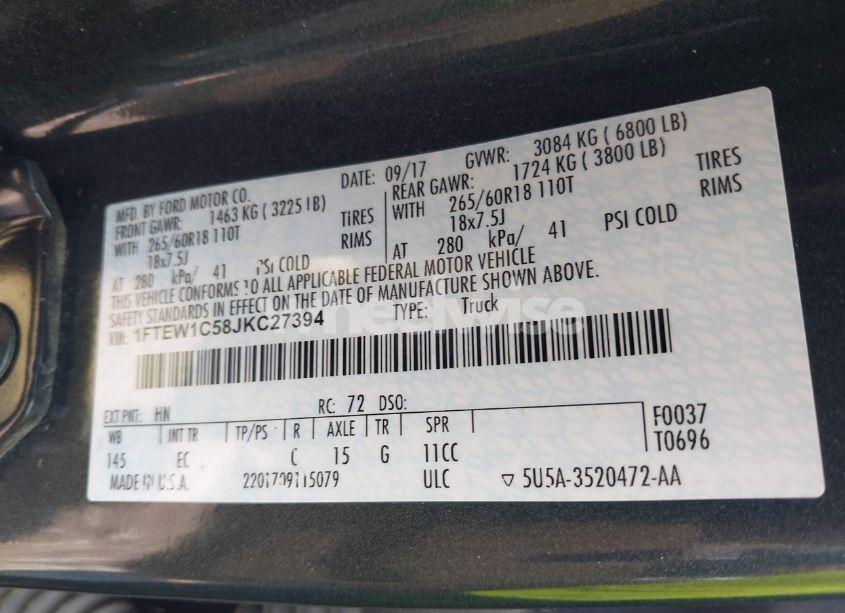 MFD. BY FORD MOTOR CO. DATE: 09/17 GVWR: 3084 KG ( 6800 LB)
FRONT GAWR: 1463 KG ( 3225 LB) REAR GAWR: 1724 KG ( 3800 LB)
WITH 265/60R18 110T TIRES WITH 265/60R18 110T TIRES
18x7.5J RIMS 18x7.5J RIMS
AT 280 kPa/ 41 PSI COLD AT 280 kPa/ 41 PSI COLD
THIS VEHICLE CONFORMS TO ALL APPLICABLE FEDERAL MOTOR VEHICLE
SAFETY STANDARDS IN EFFECT ON THE DATE OF MANUFACTURE SHOWN ABOVE.
VIN: 1FTEW1C58JKC27394 TYPE: Truck
EXT PNT: HN RC: 72 DSO:
WB INT TR TP/PS R AXLE TR SPR F0037
145 EC C 15 G 11CC T0696
MADE IN U.S.A. 2201709115079 ULC ▽ 5U5A-3520472-AA